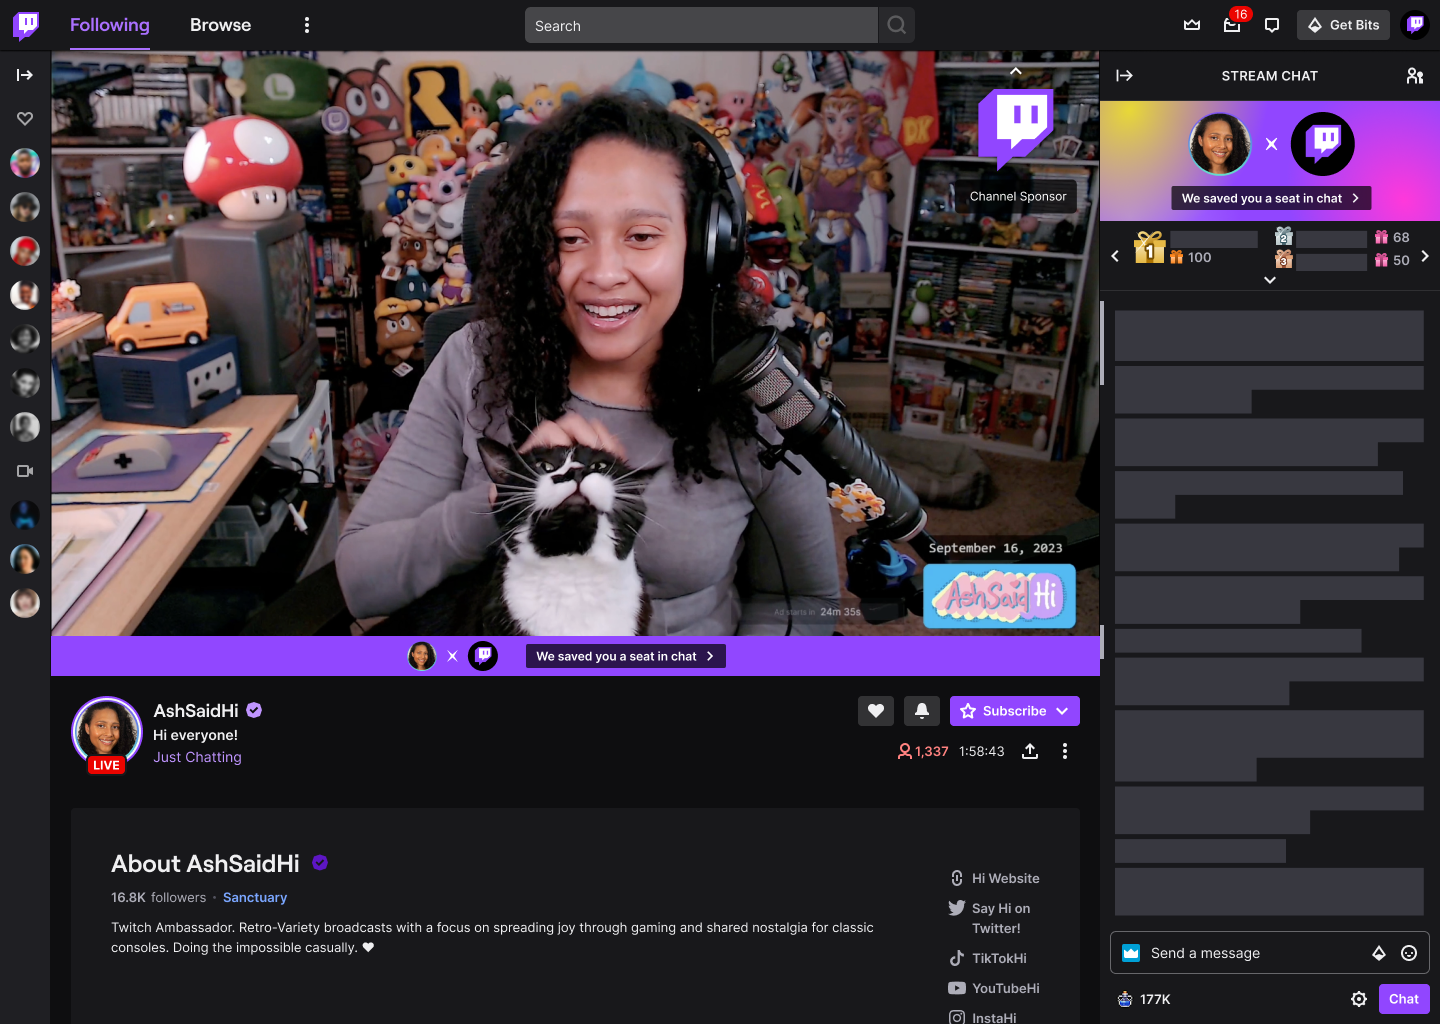 Following
Browse
Search
16
Get Bits
STREAM CHAT
Channel Sponsor
We saved you a seat in chat
1
100
2
68
3
50
September 16, 2023
AshSaidHi
Ad starts in 24m 35s
We saved you a seat in chat
AshSaidHi
Hi everyone!
Just Chatting
LIVE
Subscribe
1,337
1:58:43
About AshSaidHi
16.8K followers · Sanctuary
Twitch Ambassador. Retro-Variety broadcasts with a focus on spreading joy through gaming and shared nostalgia for classic
consoles. Doing the impossible casually. ♥
Hi Website
Say Hi on
Twitter!
TikTokHi
YouTubeHi
InstaHi
Send a message
177K
Chat